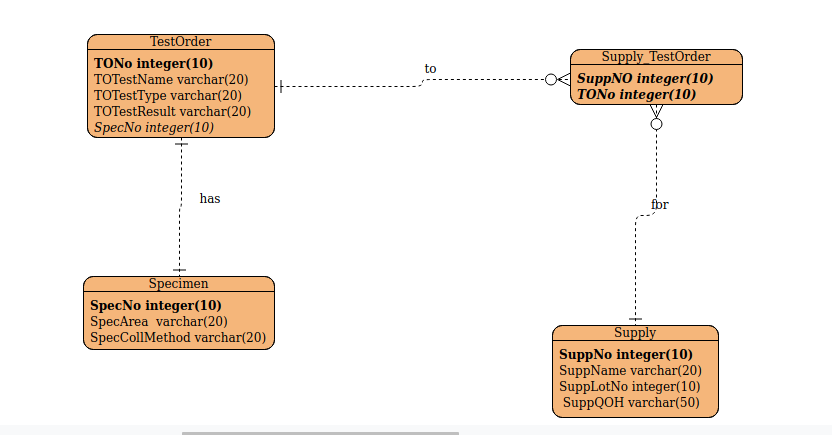 TestOrder
TONo integer(10)
TOTestName varchar(20)
TOTestType varchar(20)
TOTestResult varchar(20)
SpecNo integer(10)
to
Supply_TestOrder
SuppNO integer(10)
TONo integer(10)
has
for
Specimen
SpecNo integer(10)
SpecArea varchar(20)
SpecCollMethod varchar(20)
Supply
SuppNo integer(10)
SuppName varchar(20)
SuppLotNo integer(10)
SuppQOH varchar(50)